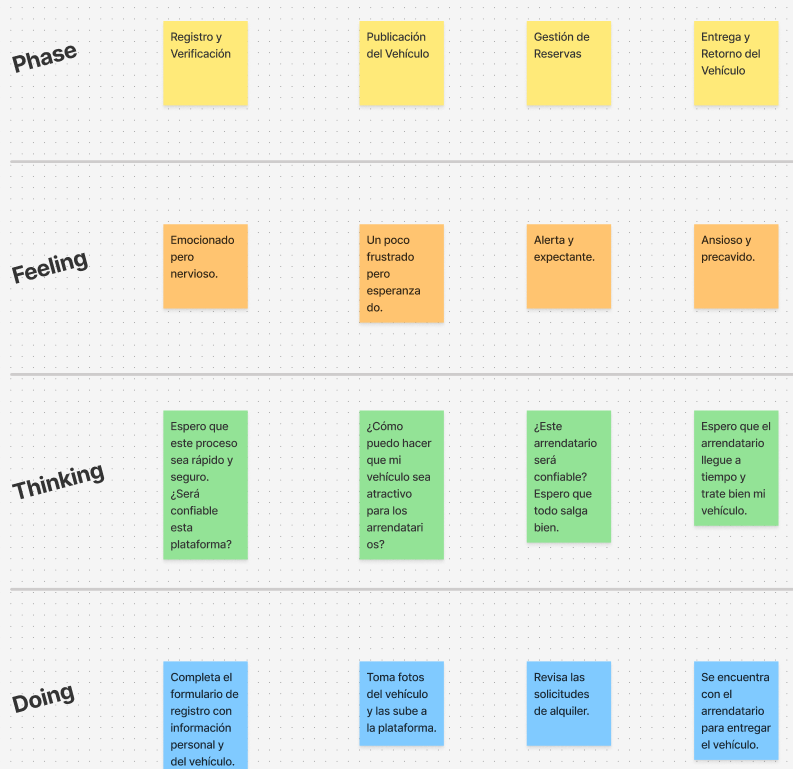 Phase
Registro y
Verificación
Publicación
del Vehículo
Gestión de
Reservas
Entrega y
Retorno del
Vehículo
Feeling
Emocionado
pero
nervioso.
Un poco
frustrado
pero
esperanza
do.
Alerta y
expectante.
Ansioso y
precavido.
Thinking
Espero que
este proceso
sea rápido y
seguro.
¿Será
confiable
esta
plataforma?
¿Cómo
puedo hacer
que mi
vehículo sea
atractivo
para los
arrendatari
os?
¿Este
arrendatario
será
confiable?
Espero que
todo salga
bien.
Espero que el
arrendatario
llegue a
tiempo y
trate bien mi
vehículo.
Doing
Completa el
formulario de
registro con
información
personal y
del vehículo.
Toma fotos
del vehículo
y las sube a
la plataforma.
Revisa las
solicitudes
de alquiler.
Se encuentra
con el
arrendatario
para entregar
el vehículo.